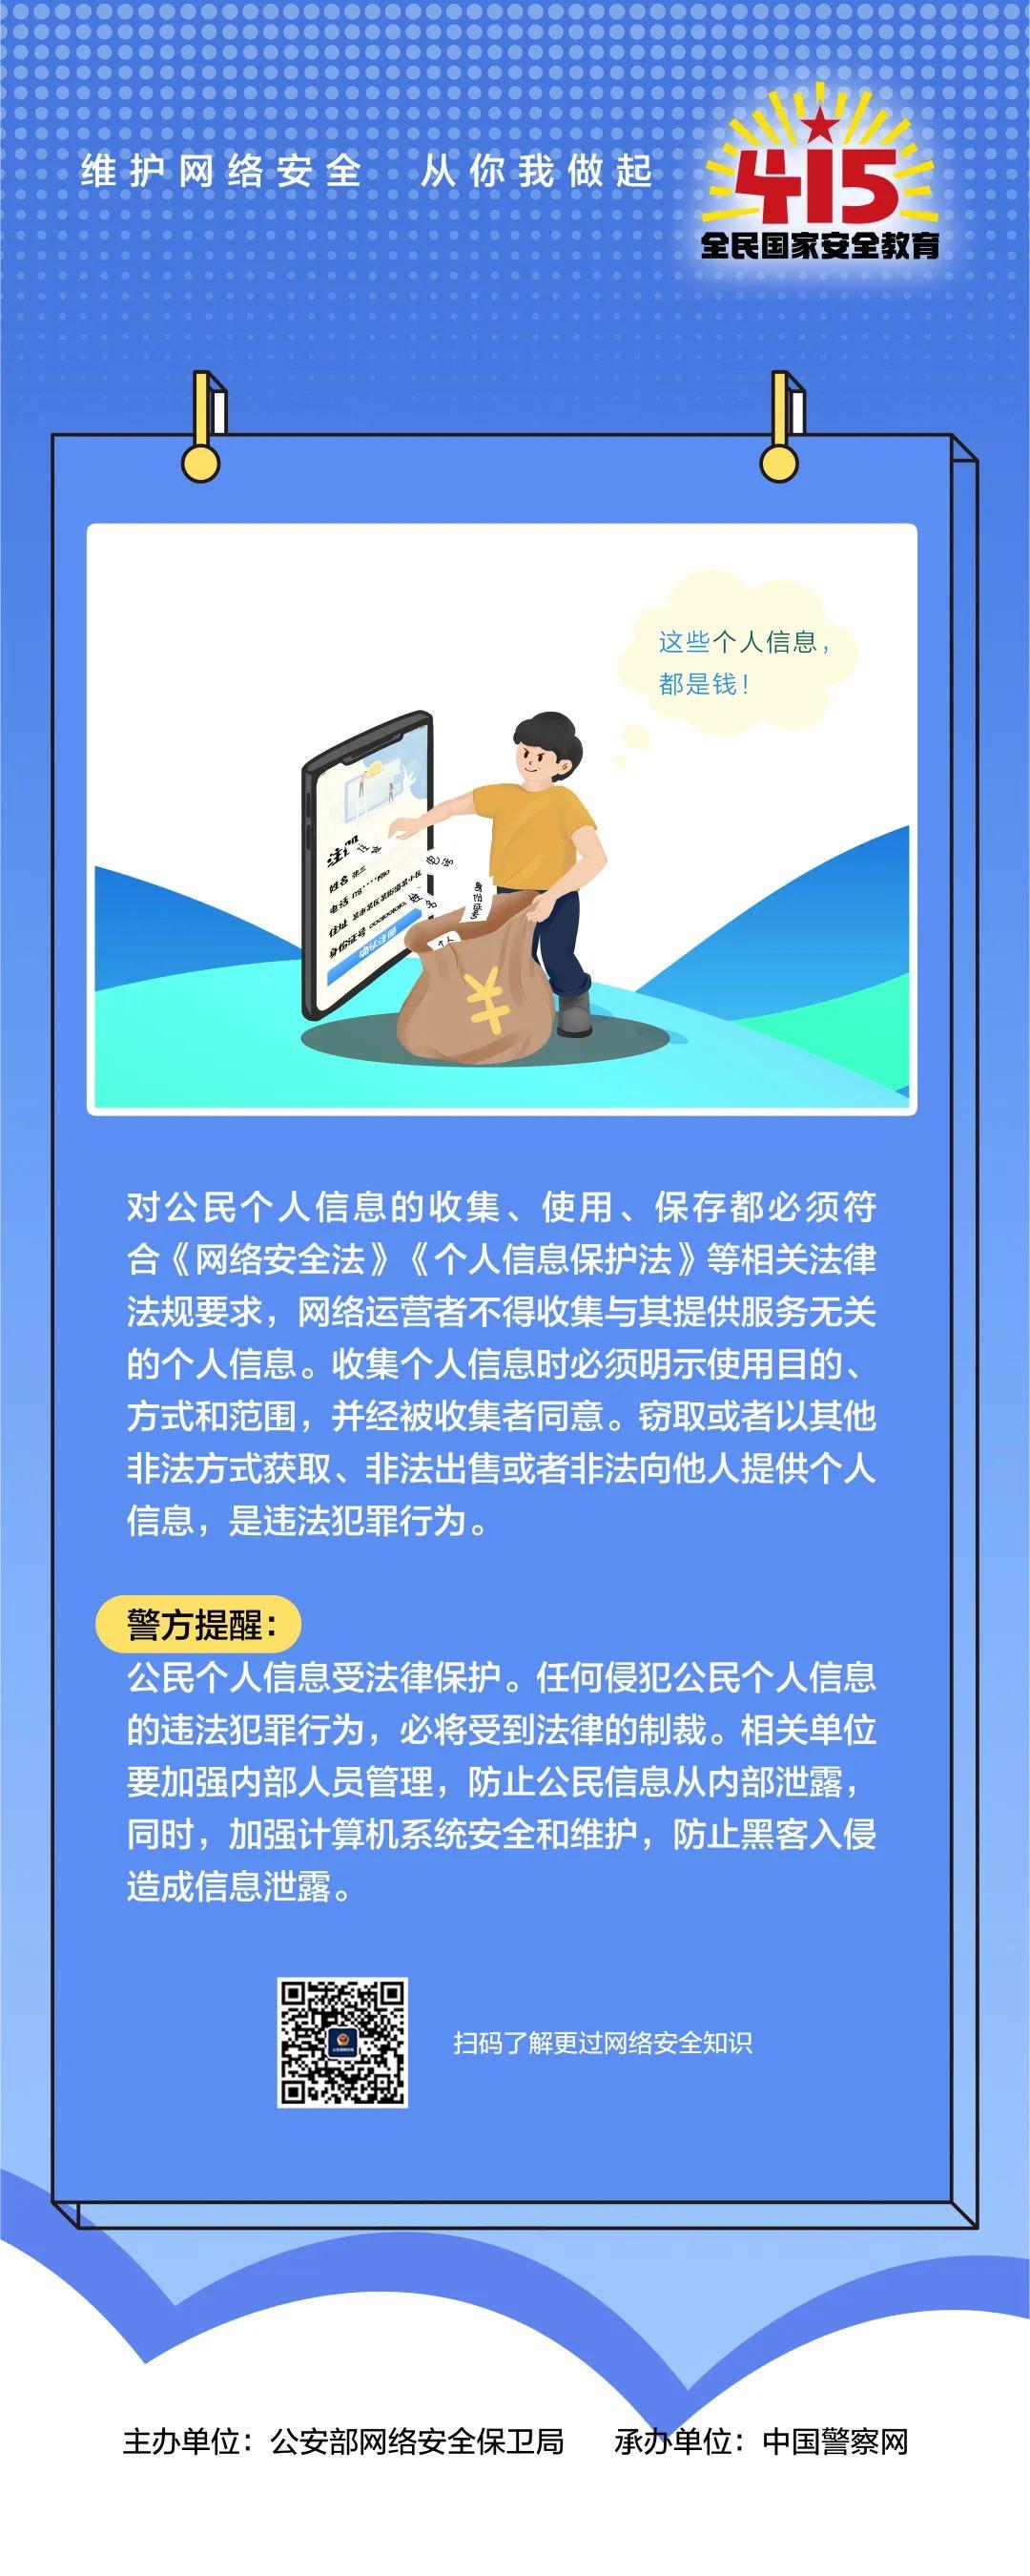 维护网络安全 从你我做起
415
全民国家安全教育
这些个人信息，
都是钱！
姓名 张三
电话
住址
身份证号
确认注册
电话
身份证号
个人
¥
对公民个人信息的收集、使用、保存都必须符
合《网络安全法》《个人信息保护法》等相关法律
法规要求，网络运营者不得收集与其提供服务无关
的个人信息。收集个人信息时必须明示使用目的、
方式和范围，并经被收集者同意。窃取或者以其他
非法方式获取、非法出售或者非法向他人提供个人
信息，是违法犯罪行为。
警方提醒：
公民个人信息受法律保护。任何侵犯公民个人信息
的违法犯罪行为，必将受到法律的制裁。相关单位
要加强内部人员管理，防止公民信息从内部泄露，
同时，加强计算机系统安全和维护，防止黑客入侵
造成信息泄露。
扫码了解更过网络安全知识
主办单位：公安部网络安全保卫局 承办单位：中国警察网